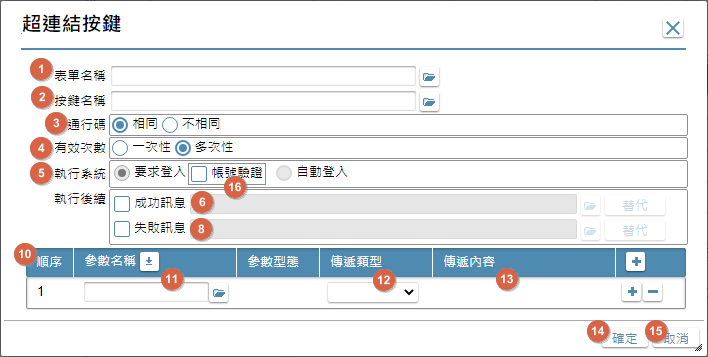 超連結按鍵
1 表單名稱
2 按鍵名稱
3 通行碼 相同 不相同
4 有效次數 一次性 多次性
5 執行系統 要求登入 帳號驗證 自動登入
16
執行後續 成功訊息 6 替代
失敗訊息 8 替代
10 順序 參數名稱 參數型態 傳遞類型 傳遞內容
11 12 13
1
14 確定 15 取消